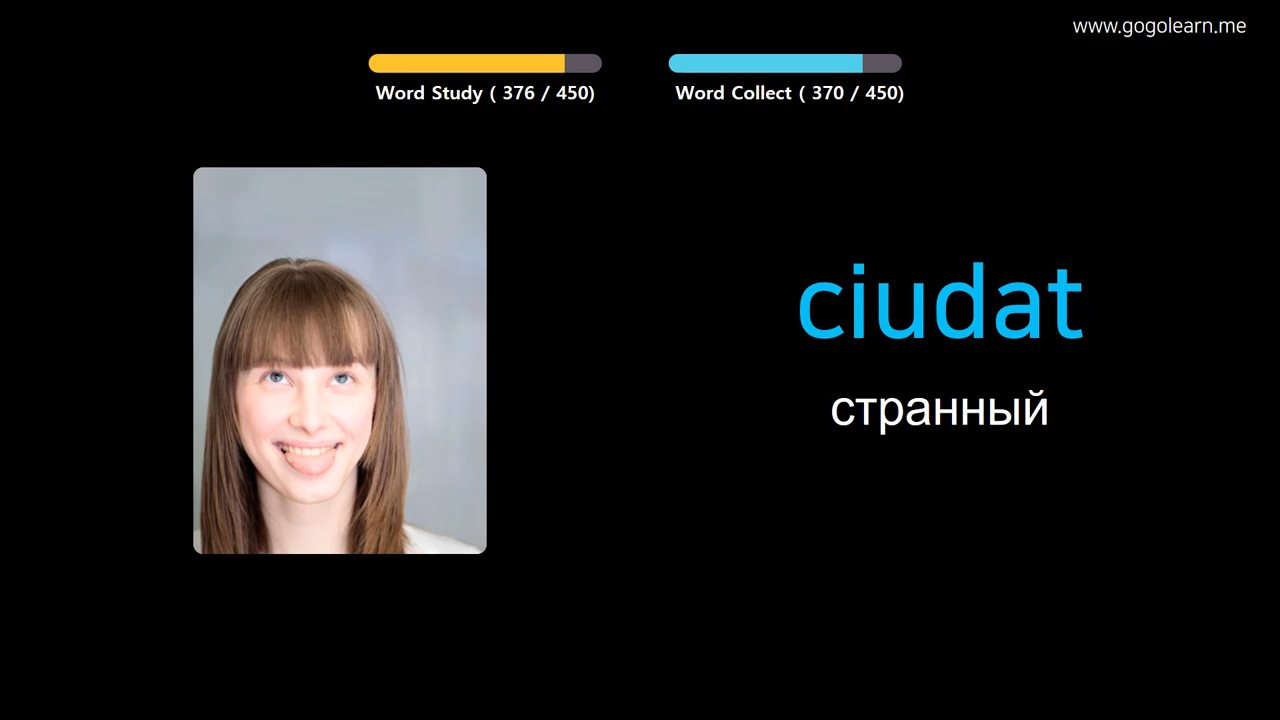 www.gogolearn.me
Word Study ( 376 / 450)
Word Collect ( 370 / 450)
ciudat
странный